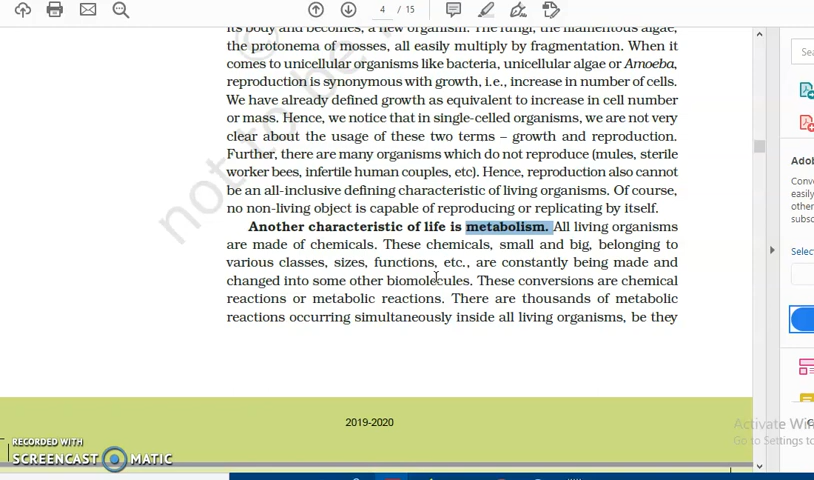 4 / 15
Sea
its body and becomes, a new organism. The fungi, the filamentous algae,
the protonema of mosses, all easily multiply by fragmentation. When it
comes to unicellular organisms like bacteria, unicellular algae or Amoeba,
reproduction is synonymous with growth, i.e., increase in number of cells.
We have already defined growth as equivalent to increase in cell number
or mass. Hence, we notice that in single-celled organisms, we are not very
clear about the usage of these two terms – growth and reproduction.
Further, there are many organisms which do not reproduce (mules, sterile
worker bees, infertile human couples, etc). Hence, reproduction also cannot
be an all-inclusive defining characteristic of living organisms. Of course,
no non-living object is capable of reproducing or replicating by itself.
Another characteristic of life is metabolism. All living organisms
are made of chemicals. These chemicals, small and big, belonging to
various classes, sizes, functions, etc., are constantly being made and
changed into some other biomolecules. These conversions are chemical
reactions or metabolic reactions. There are thousands of metabolic
reactions occurring simultaneously inside all living organisms, be they
not to be
©
Adob
Conv
easily
other
subsc
Selec
2019-2020
Activate Win
Go to Settings to
RECORDED WITH
SCREENCAST MATIC